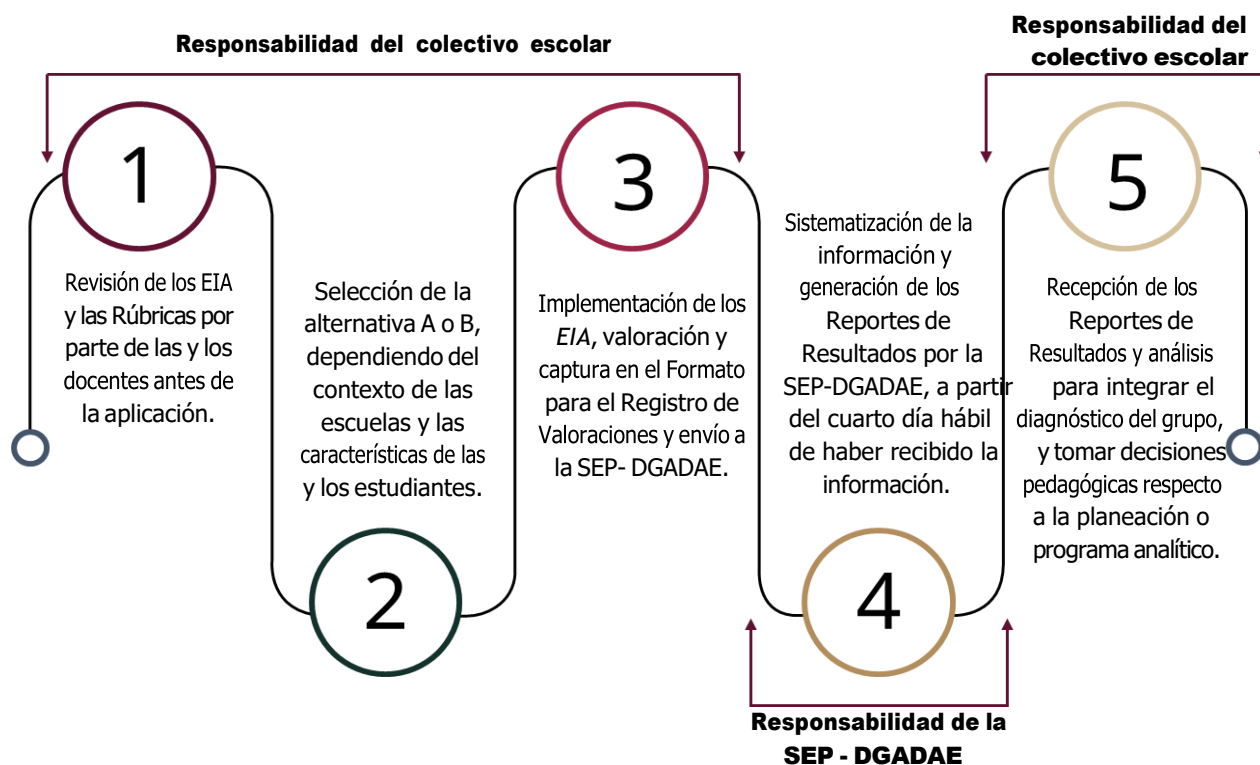 Responsabilidad del colectivo escolar
1
Revisión de los EIA
y las Rúbricas por
parte de las y los
docentes antes de
la aplicación.
Selección de la
alternativa A o B,
dependiendo del
contexto de las
escuelas y las
características de las
y los estudiantes.
2
3
Implementación de los
EIA, valoración y
captura en el Formato
para el Registro de
Valoraciones y envío a
la SEP- DGADAE.
Sistematización de la
información y
generación de los
Reportes de
Resultados por la
SEP-DGADAE, a partir
del cuarto día hábil
de haber recibido la
información.
4
Responsabilidad de la
SEP - DGADAE
Responsabilidad del
colectivo escolar
5
Recepción de los
Reportes de
Resultados y análisis
para integrar el
diagnóstico del grupo,
y tomar decisiones
pedagógicas respecto
a la planeación o
programa analítico.